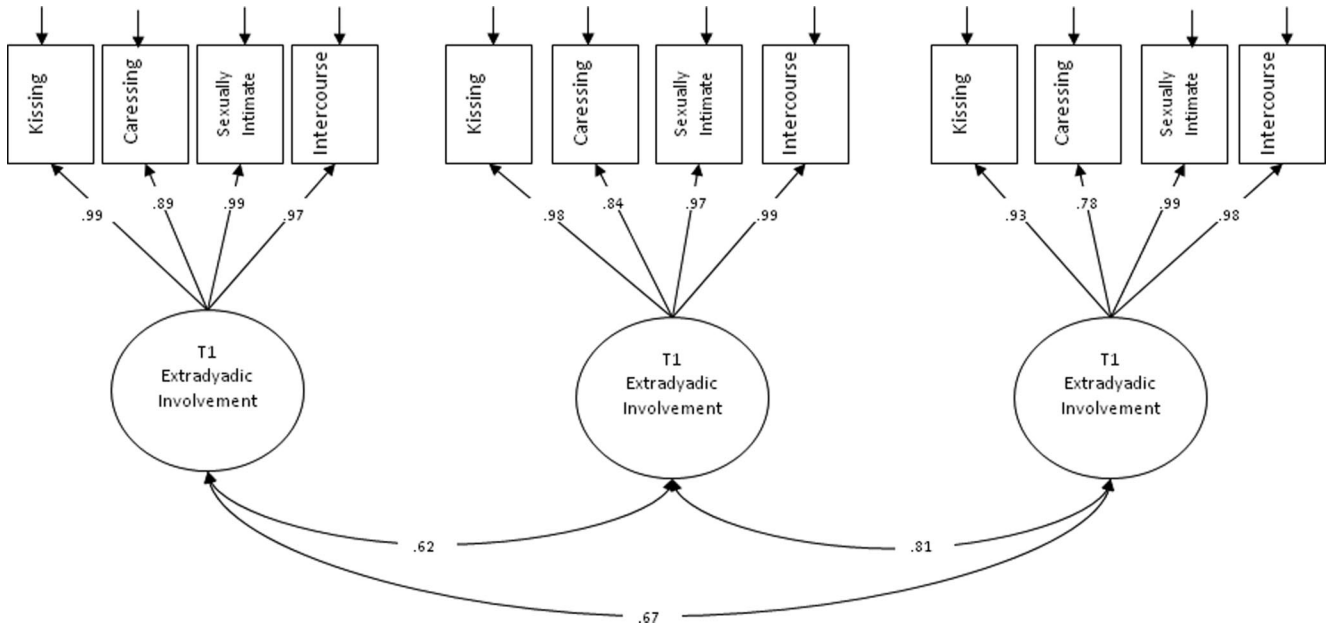 Kissing
Caressing
Sexually
Intimate
Intercourse
Kissing
Caressing
Sexually
Intimate
Intercourse
Kissing
Caressing
Sexually
Intimate
Intercourse
.99
.89
.99
.97
.98
.84
.97
.99
.93
.78
.99
.98
T1
Extradyadic
Involvement
T1
Extradyadic
Involvement
T1
Extradyadic
Involvement
.62
.81
.67